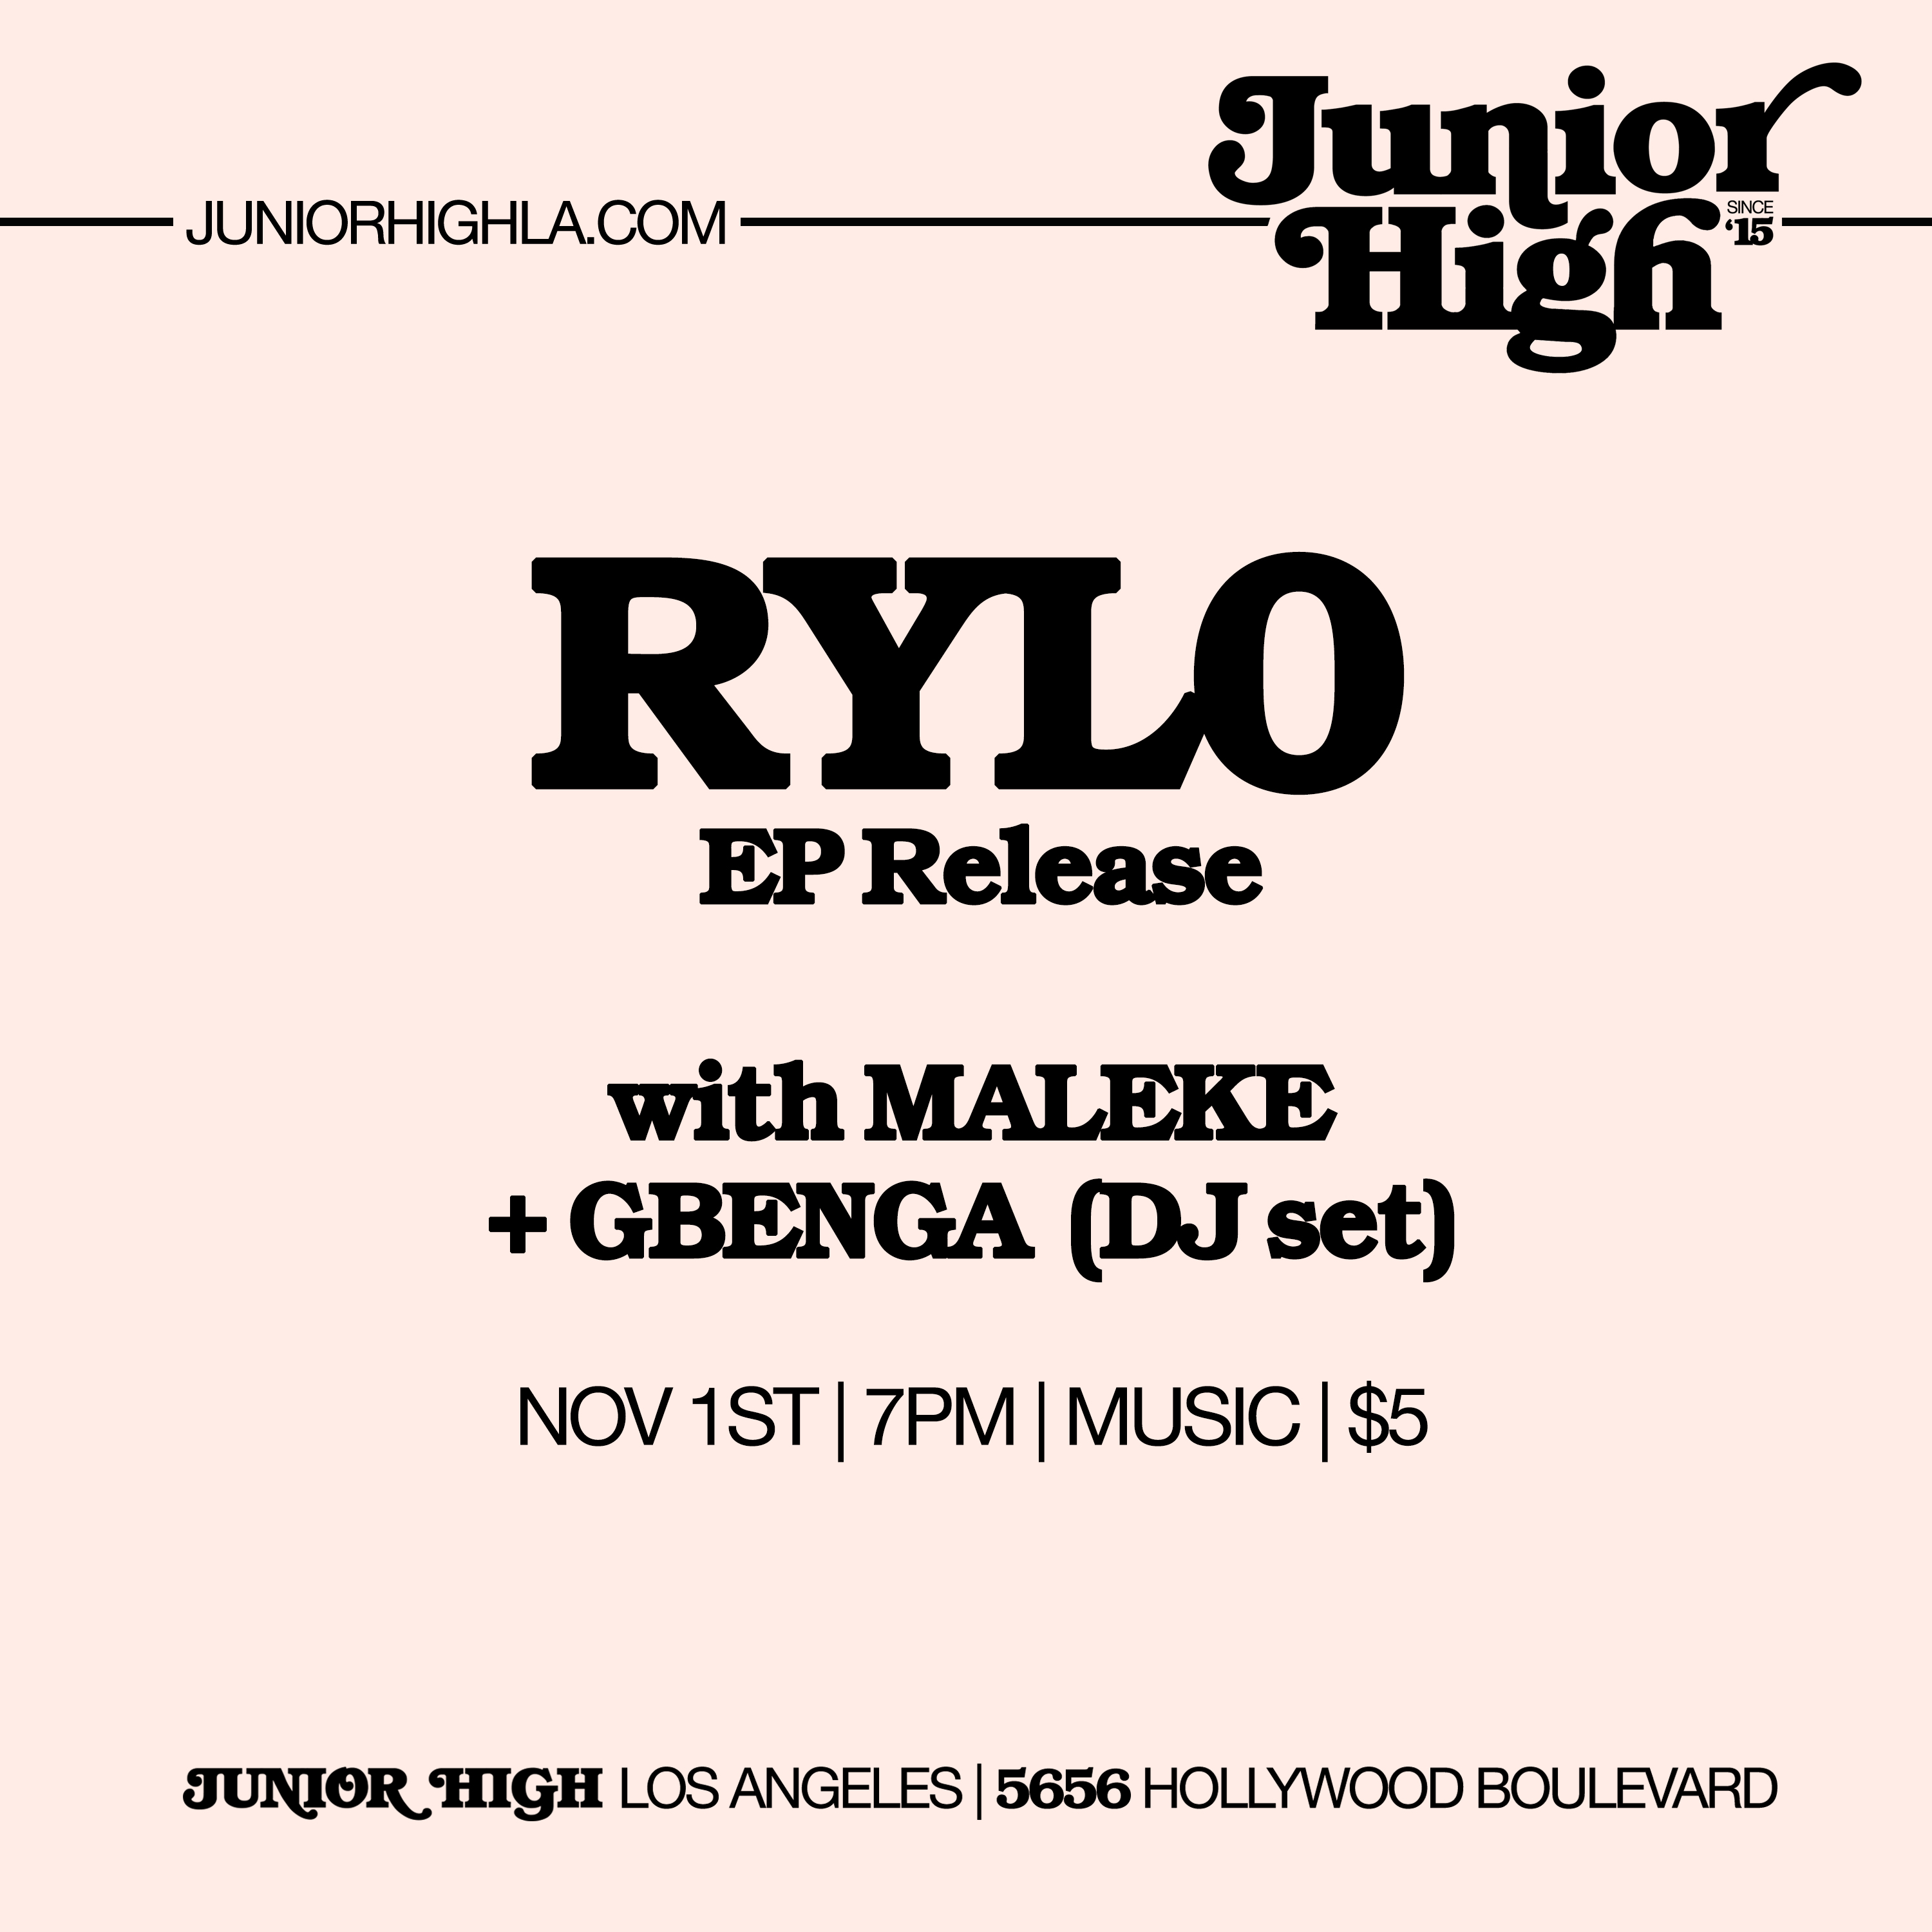 JUNIORHIGHLA.COM
Junior
High
SINCE
'15
RYLO
EP Release
with MALEKE
+ GBENGA (DJ set)
NOV 1ST | 7PM | MUSIC | $5
JUNIOR HIGH LOS ANGELES | 5656 HOLLYWOOD BOULEVARD